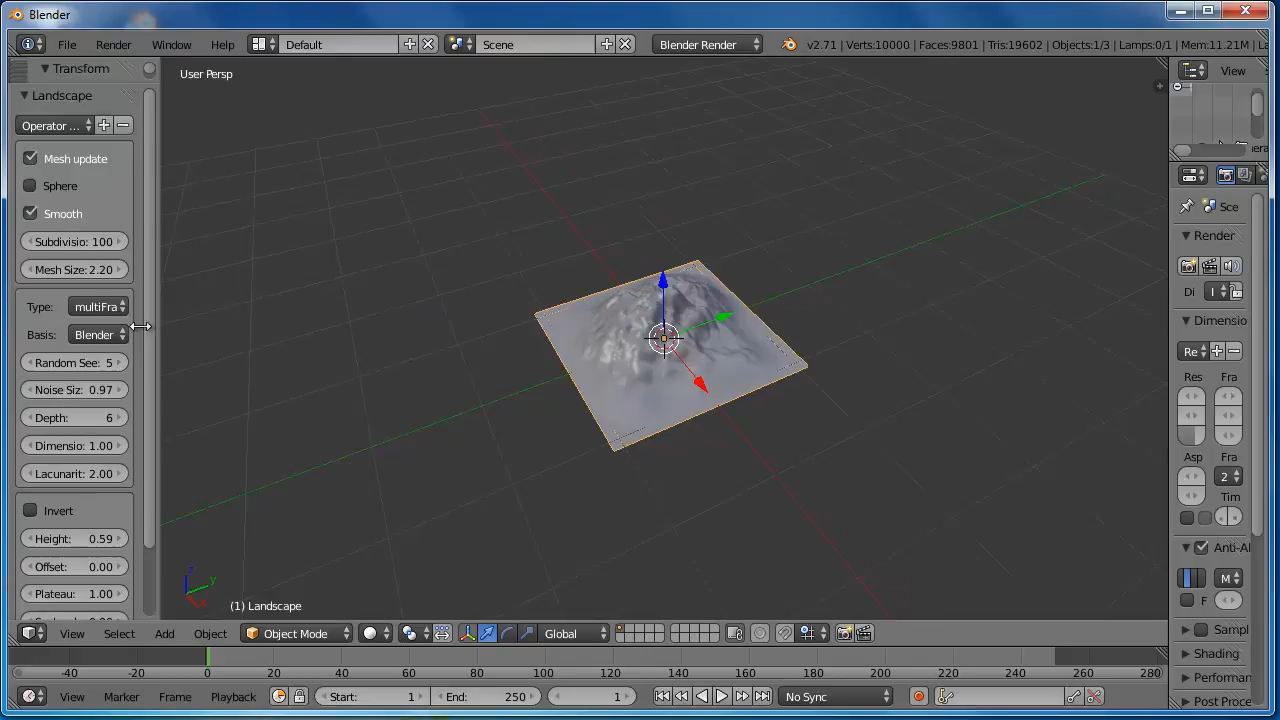 Blender
File Render Window Help Default Scene Blender Render v2.71 | Verts:10000 | Faces:9801 | Tris:19602 | Objects:1/3 | Lamps:0/1 | Mem:11.21M | La
Transform
Landscape
Operator ...
Mesh update
Sphere
Smooth
Subdivisio: 100
Mesh Size: 2.20
Type: multiFra
Basis: Blender
Random See: 5
Noise Siz: 0.97
Depth: 6
Dimensio: 1.00
Lacunarit: 2.00
Invert
Height: 0.59
Offset: 0.00
Plateau: 1.00
User Persp
z
y
x
(1) Landscape
View
Sce
Render
Di
Dimensio
Re
Res Fra
Asp Fra
2
Tim
Anti-Al
M
F
Sampl
Shading
Performan
Post Proce
View Select Add Object Object Mode Global
-40 -20 0 20 40 60 80 100 120 140 160 180 200 220 240 260 280
View Marker Frame Playback Start: 1 End: 250 1 No Sync